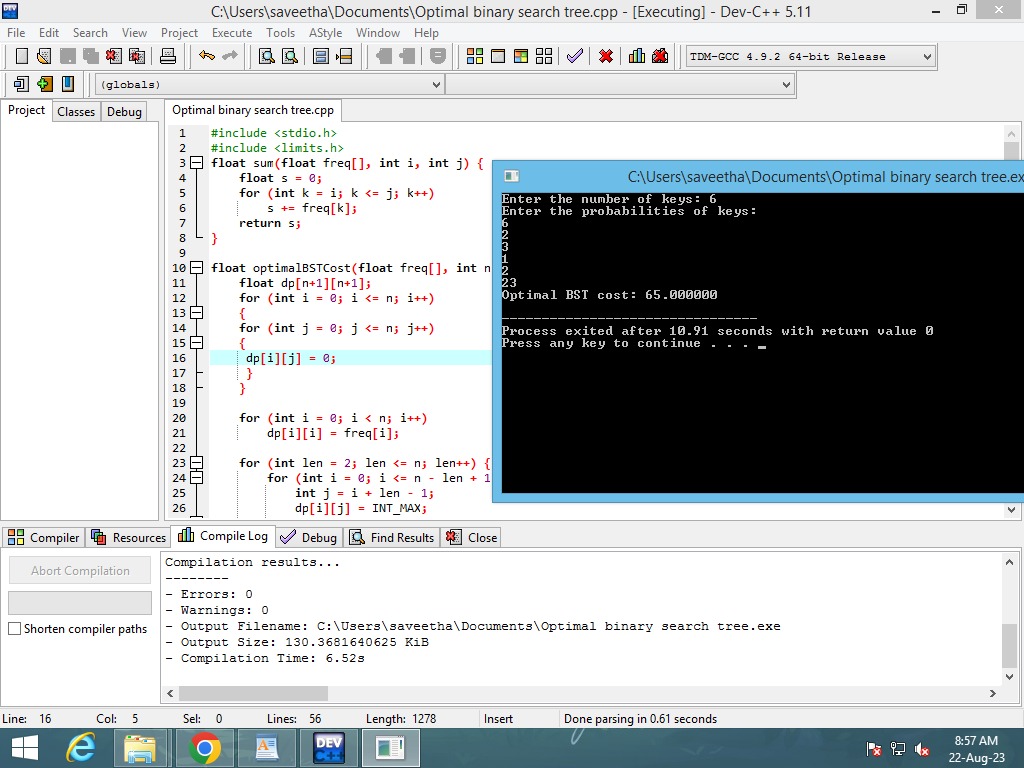 C:\Users\saveetha\Documents\Optimal binary search tree.cpp - [Executing] - Dev-C++ 5.11
File Edit Search View Project Execute Tools AStyle Window Help
TDM-GCC 4.9.2 64-bit Release
(globals)
Project Classes Debug
Optimal binary search tree.cpp
1 #include <stdio.h>
2 #include <limits.h>
3 float sum(float freq[], int i, int j) {
4 float s = 0;
5 for (int k = i; k <= j; k++)
6 s += freq[k];
7 return s;
8 }
9
10 float optimalBSTCost(float freq[], int n
11 float dp[n+1][n+1];
12 for (int i = 0; i <= n; i++)
13 {
14 for (int j = 0; j <= n; j++)
15 {
16 dp[i][j] = 0;
17 }
18 }
19
20 for (int i = 0; i < n; i++)
21 dp[i][i] = freq[i];
22
23 for (int len = 2; len <= n; len++) {
24 for (int i = 0; i <= n - len + 1
25 int j = i + len - 1;
26 dp[i][j] = INT_MAX;
C:\Users\saveetha\Documents\Optimal binary search tree.ex
Enter the number of keys: 6
Enter the probabilities of keys:
6
2
3
1
2
23
Optimal BST cost: 65.000000
--------------------------------
Process exited after 10.91 seconds with return value 0
Press any key to continue . . . _
Compiler Resources Compile Log Debug Find Results Close
Abort Compilation
Shorten compiler paths
Compilation results...
--------
- Errors: 0
- Warnings: 0
- Output Filename: C:\Users\saveetha\Documents\Optimal binary search tree.exe
- Output Size: 130.3681640625 KiB
- Compilation Time: 6.52s
Line: 16 Col: 5 Sel: 0 Lines: 56 Length: 1278 Insert Done parsing in 0.61 seconds
DEV C++
8:57 AM
22-Aug-23